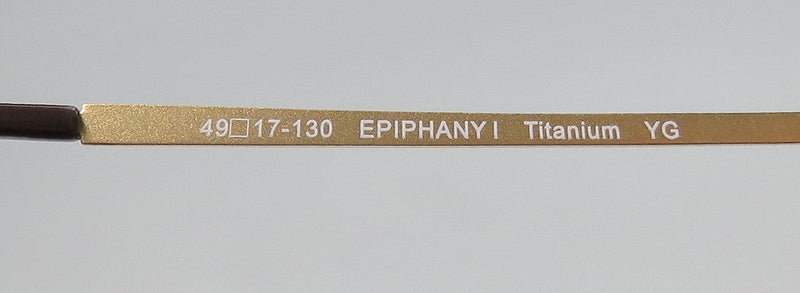 49□17-130 EPIPHANY I Titanium YG